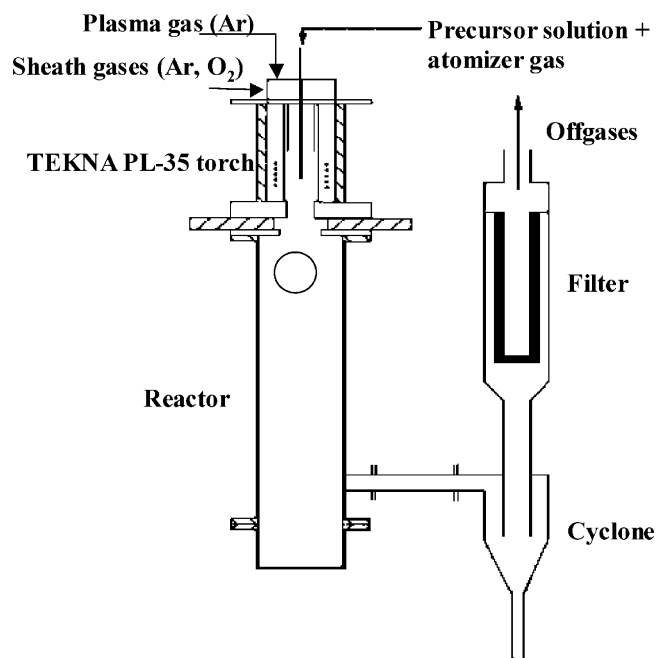 Plasma gas (Ar)
Sheath gases (Ar, O₂)
Precursor solution +
atomizer gas
Offgases
TEKNA PL-35 torch
Filter
Reactor
Cyclone